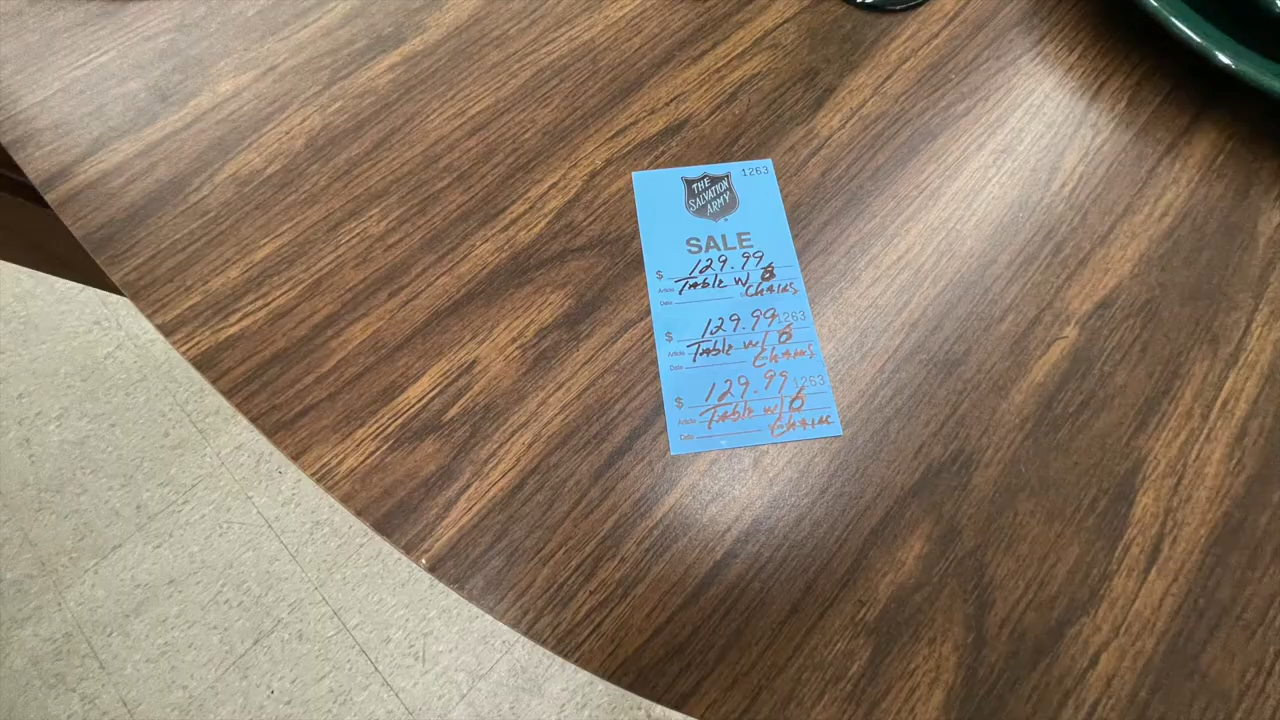 1263
THE
SALVATION
ARMY
SALE
$ 129.99
Article Table w/ 6
Chairs
Date
1263
$ 129.99
Article Table w/ 6
Chairs
Date
1263
$ 129.99
Article Table w/ 6
Chairs
Date